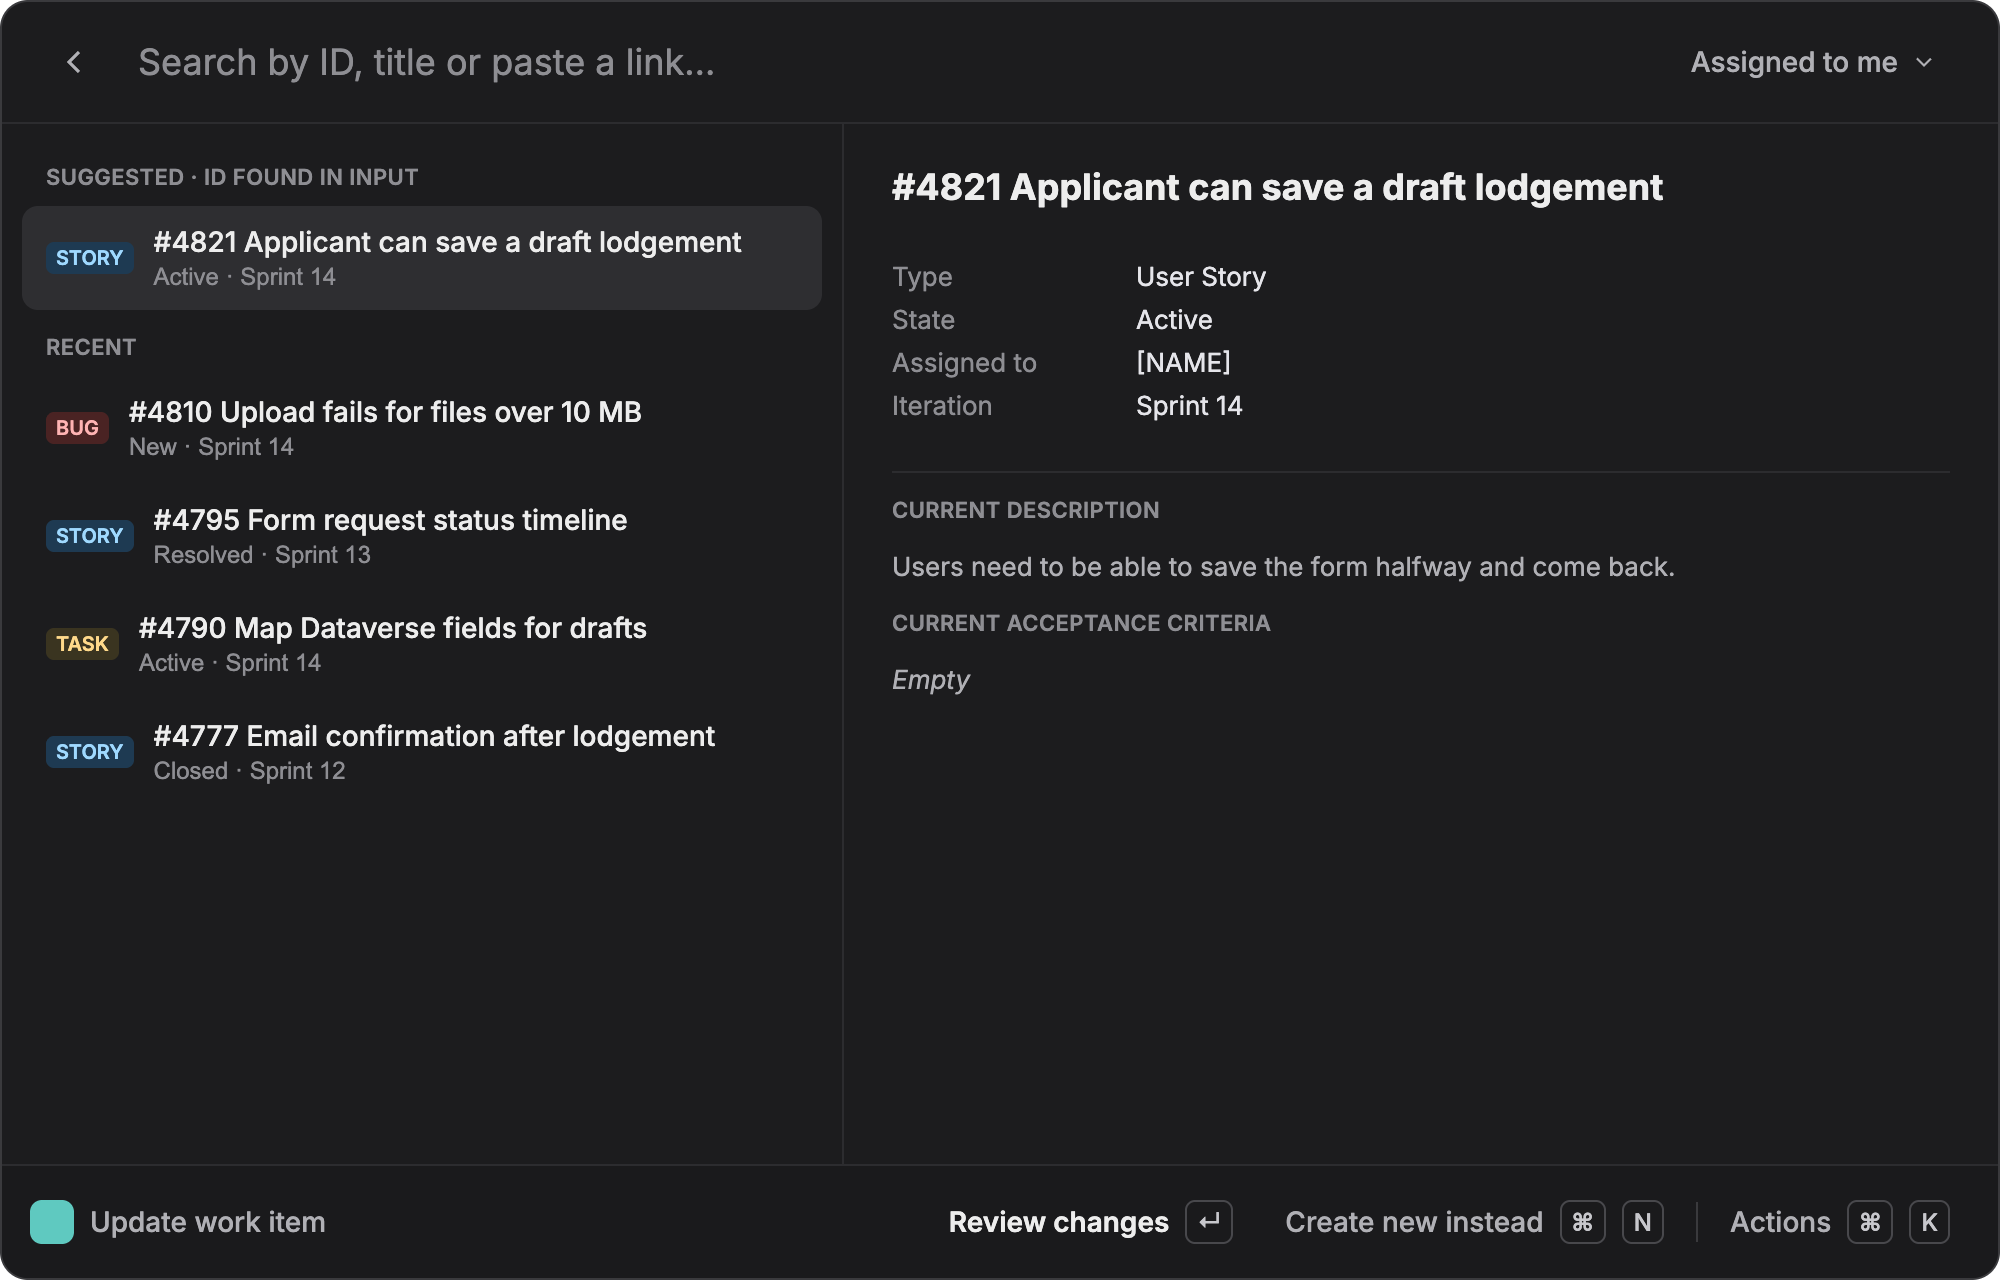 Search by ID, title or paste a link...
Assigned to me
SUGGESTED · ID FOUND IN INPUT
STORY
#4821 Applicant can save a draft lodgement
Active · Sprint 14
RECENT
BUG
#4810 Upload fails for files over 10 MB
New · Sprint 14
STORY
#4795 Form request status timeline
Resolved · Sprint 13
TASK
#4790 Map Dataverse fields for drafts
Active · Sprint 14
STORY
#4777 Email confirmation after lodgement
Closed · Sprint 12
#4821 Applicant can save a draft lodgement
Type User Story
State Active
Assigned to [NAME]
Iteration Sprint 14
CURRENT DESCRIPTION
Users need to be able to save the form halfway and come back.
CURRENT ACCEPTANCE CRITERIA
Empty
Update work item
Review changes ↵
Create new instead ⌘ N
Actions ⌘ K